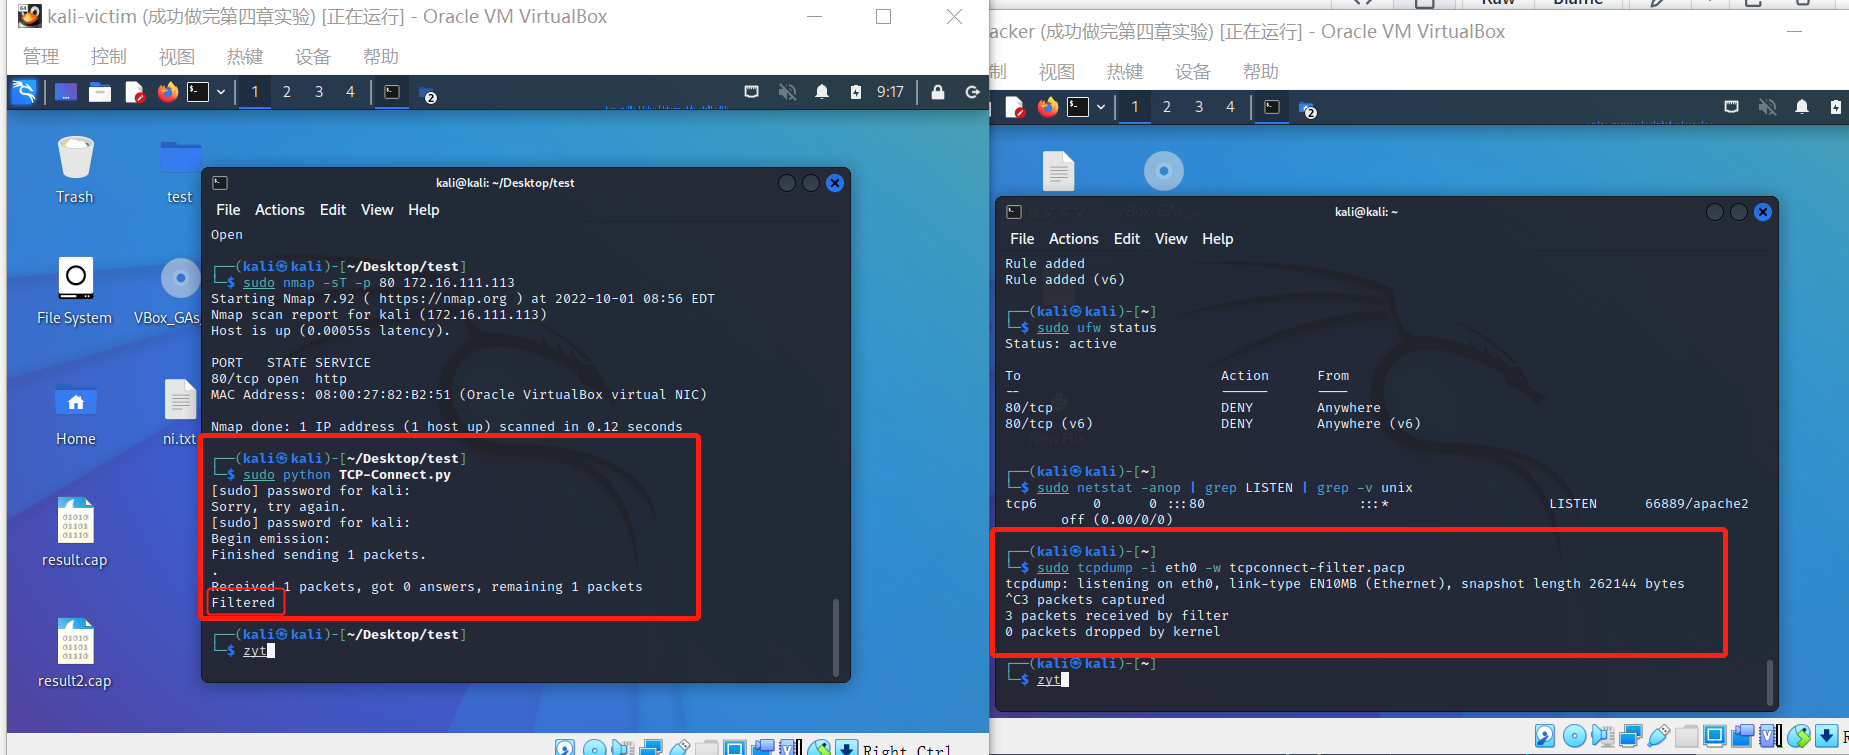 kali-victim (成功做完第四章实验) [正在运行] - Oracle VM VirtualBox
管理 控制 视图 热键 设备 帮助
1 2 3 4 2 9:17
Trash
test
File System
VBox_GAs_
Home
ni.txt
result.cap
result2.cap
kali@kali: ~/Desktop/test
File Actions Edit View Help
Open
┌──(kali㉿kali)-[~/Desktop/test]
└─$ sudo nmap -sT -p 80 172.16.111.113
Starting Nmap 7.92 ( https://nmap.org ) at 2022-10-01 08:56 EDT
Nmap scan report for kali (172.16.111.113)
Host is up (0.00055s latency).
PORT   STATE SERVICE
80/tcp open  http
MAC Address: 08:00:27:82:B2:51 (Oracle VirtualBox virtual NIC)
Nmap done: 1 IP address (1 host up) scanned in 0.12 seconds
┌──(kali㉿kali)-[~/Desktop/test]
└─$ sudo python TCP-Connect.py
[sudo] password for kali:
Sorry, try again.
[sudo] password for kali:
Begin emission:
Finished sending 1 packets.
.
Received 1 packets, got 0 answers, remaining 1 packets
Filtered
┌──(kali㉿kali)-[~/Desktop/test]
└─$ zyt
Right Ctrl
Raw Blame
acker (成功做完第四章实验) [正在运行] - Oracle VM VirtualBox
制 视图 热键 设备 帮助
1 2 3 4 2
VBox_GAs_...
kali@kali: ~
File Actions Edit View Help
Rule added
Rule added (v6)
┌──(kali㉿kali)-[~]
└─$ sudo ufw status
Status: active
To                         Action      From
--                         ------      ----
80/tcp                     DENY        Anywhere
80/tcp (v6)                DENY        Anywhere (v6)
New File
┌──(kali㉿kali)-[~]
└─$ sudo netstat -anop | grep LISTEN | grep -v unix
tcp6       0      0 :::80                   :::*                    LISTEN      66889/apache2
off (0.00/0/0)
┌──(kali㉿kali)-[~]
└─$ sudo tcpdump -i eth0 -w tcpconnect-filter.pacp
tcpdump: listening on eth0, link-type EN10MB (Ethernet), snapshot length 262144 bytes
^C3 packets captured
3 packets received by filter
0 packets dropped by kernel
┌──(kali㉿kali)-[~]
└─$ zyt